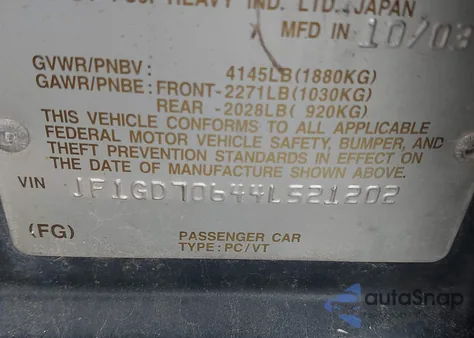 HEAVY IND. LTD., JAPAN
MFD IN 10/03
GVWR/PNBV : 4145LB(1880KG)
GAWR/PNBE: FRONT-2271LB(1030KG)
REAR -2028LB( 920KG)
THIS VEHICLE CONFORMS TO ALL APPLICABLE
FEDERAL MOTOR VEHICLE SAFETY, BUMPER, AND
THEFT PREVENTION STANDARDS IN EFFECT ON
THE DATE OF MANUFACTURE SHOWN ABOVE.
VIN JF1GD70644L521202
(FG) PASSENGER CAR
TYPE: PC/VT
autoSnap